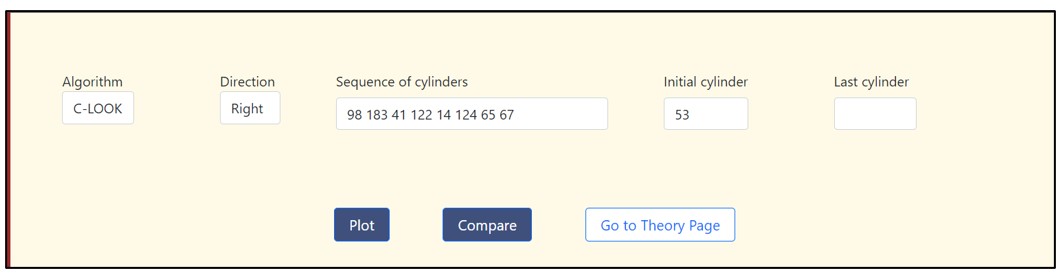 Algorithm Direction Sequence of cylinders Initial cylinder Last cylinder
C-LOOK Right 98 183 41 122 14 124 65 67 53
Plot Compare Go to Theory Page